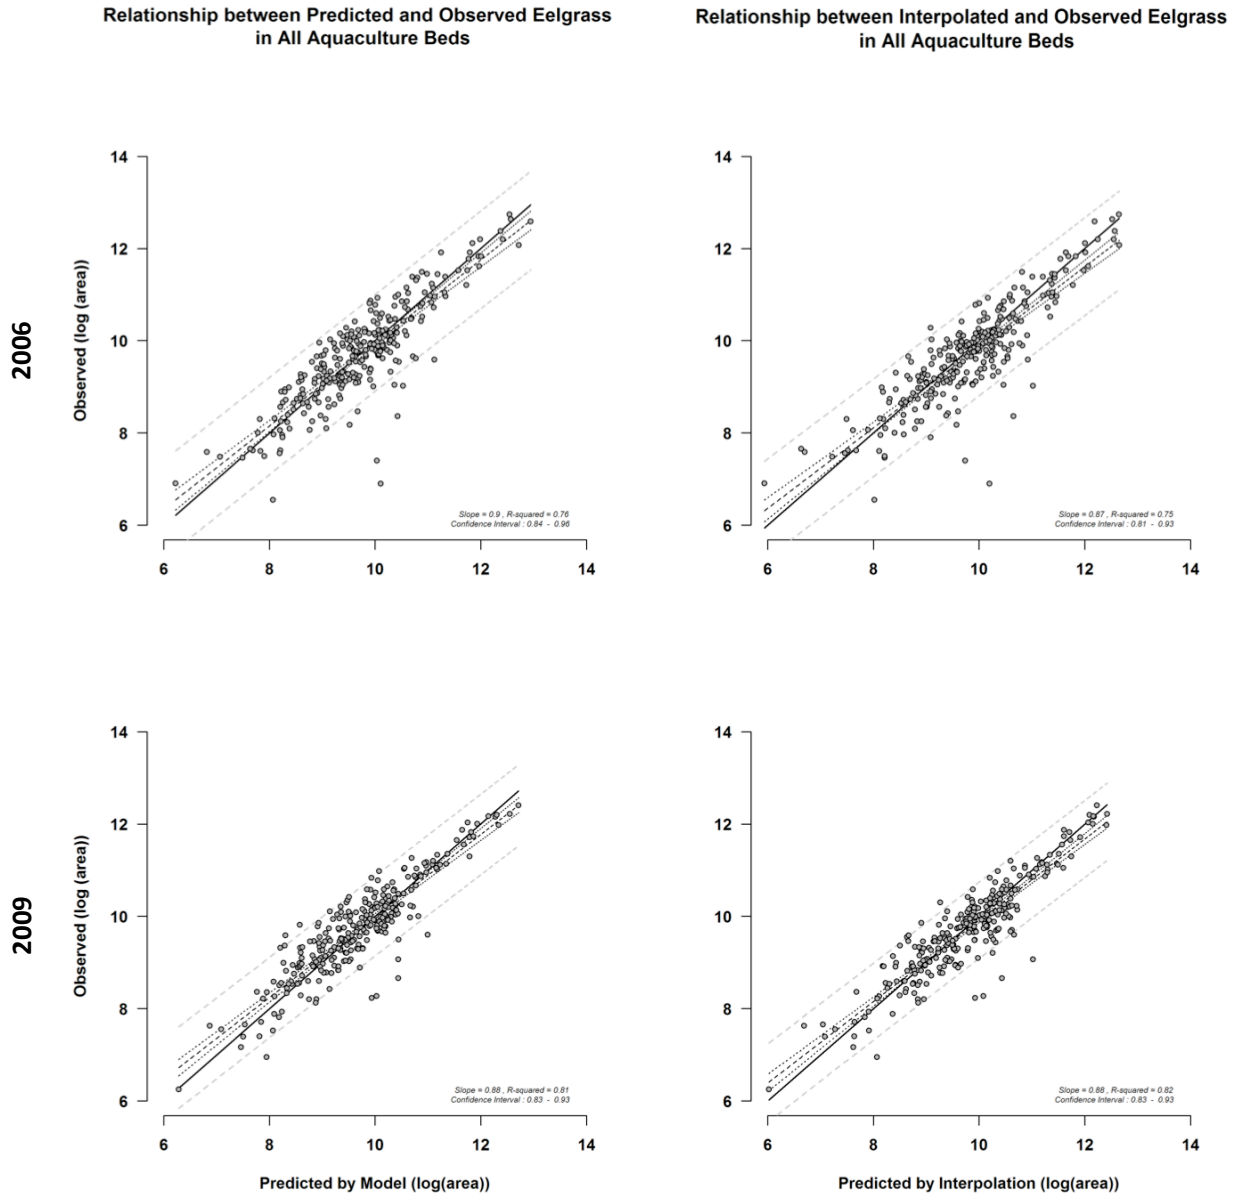 Relationship between Predicted and Observed Eelgrass
in All Aquaculture Beds
Relationship between Interpolated and Observed Eelgrass
in All Aquaculture Beds
2006
Observed (log (area))
14
12
10
8
6
6 8 10 12 14
Slope = 0.9 , R-squared = 0.76
Confidence Interval : 0.84 - 0.96
14
12
10
8
6
6 8 10 12 14
Slope = 0.87 , R-squared = 0.75
Confidence Interval : 0.81 - 0.93
2009
Observed (log (area))
14
12
10
8
6
6 8 10 12 14
Slope = 0.88 , R-squared = 0.81
Confidence Interval : 0.83 - 0.93
Predicted by Model (log(area))
14
12
10
8
6
6 8 10 12 14
Slope = 0.88 , R-squared = 0.82
Confidence Interval : 0.83 - 0.93
Predicted by Interpolation (log(area))